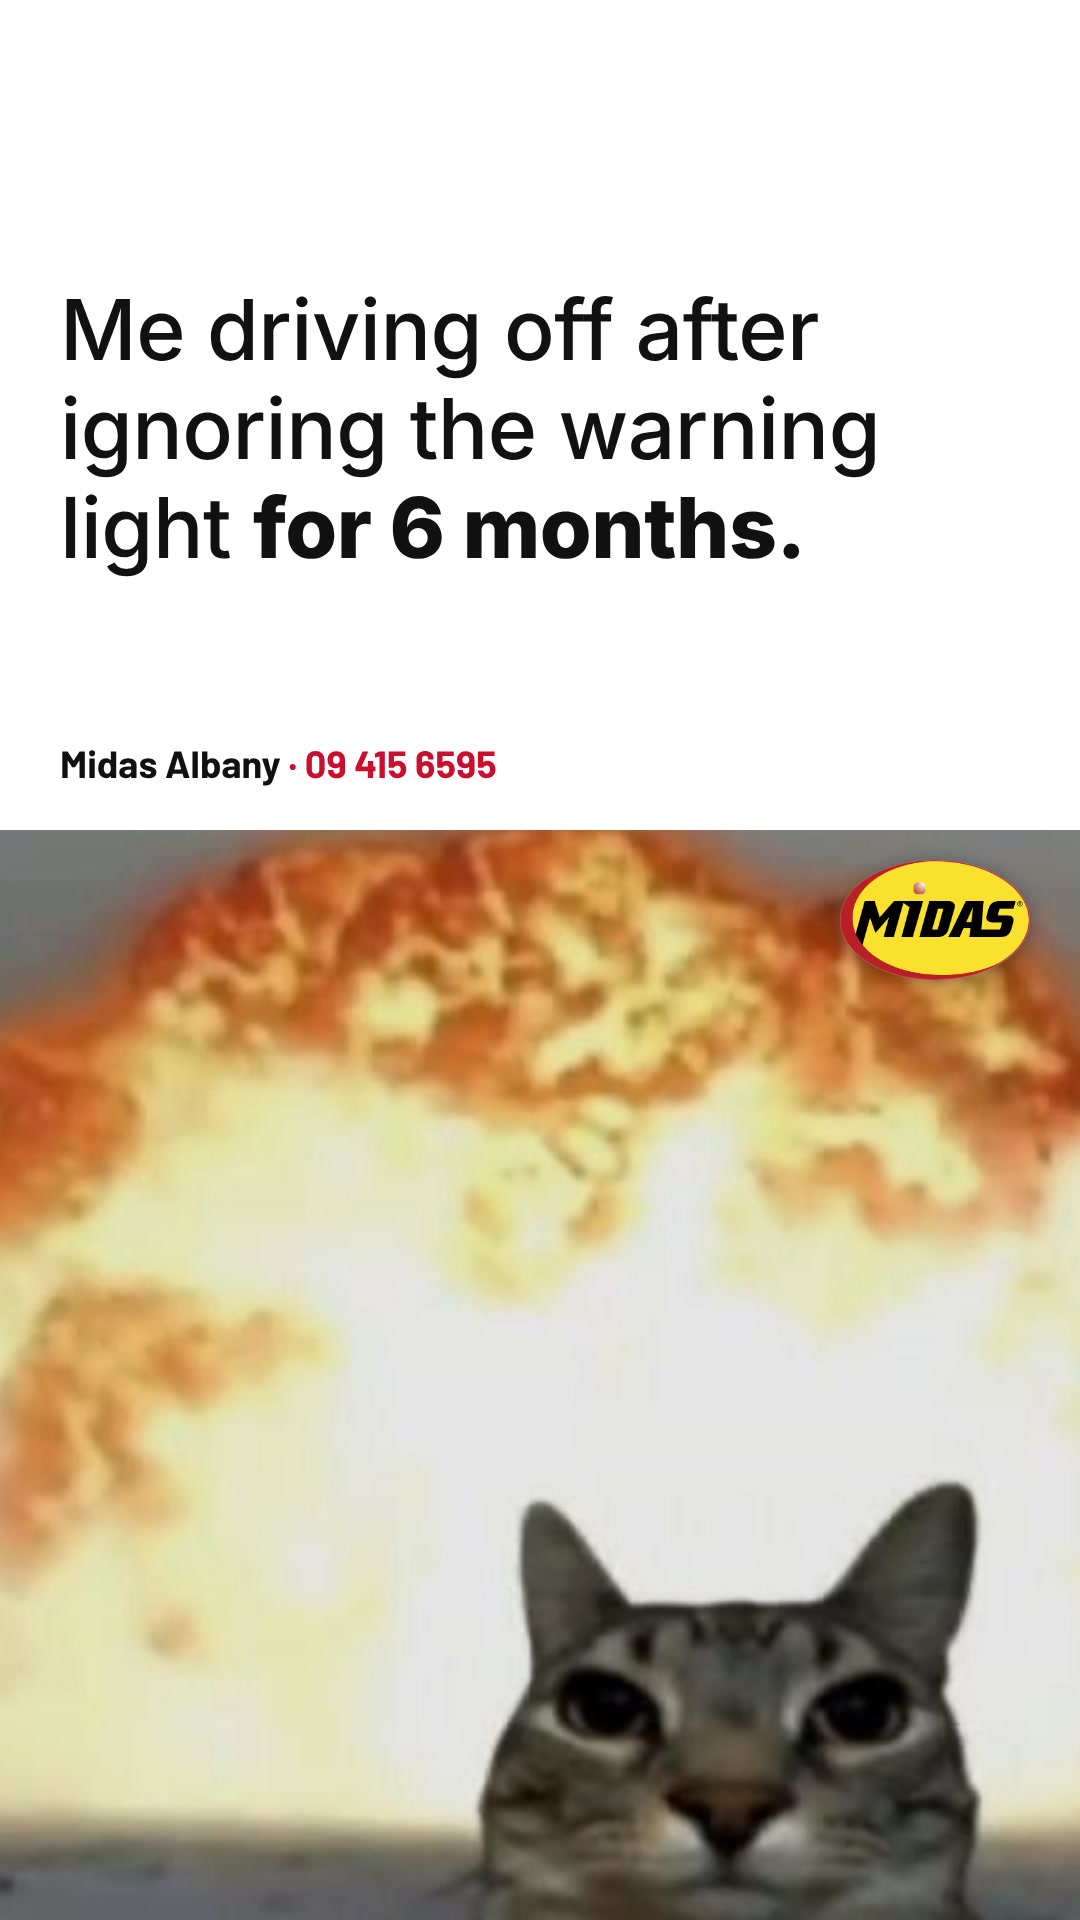 Me driving off after
ignoring the warning
light for 6 months.
Midas Albany · 09 415 6595
MIDAS®